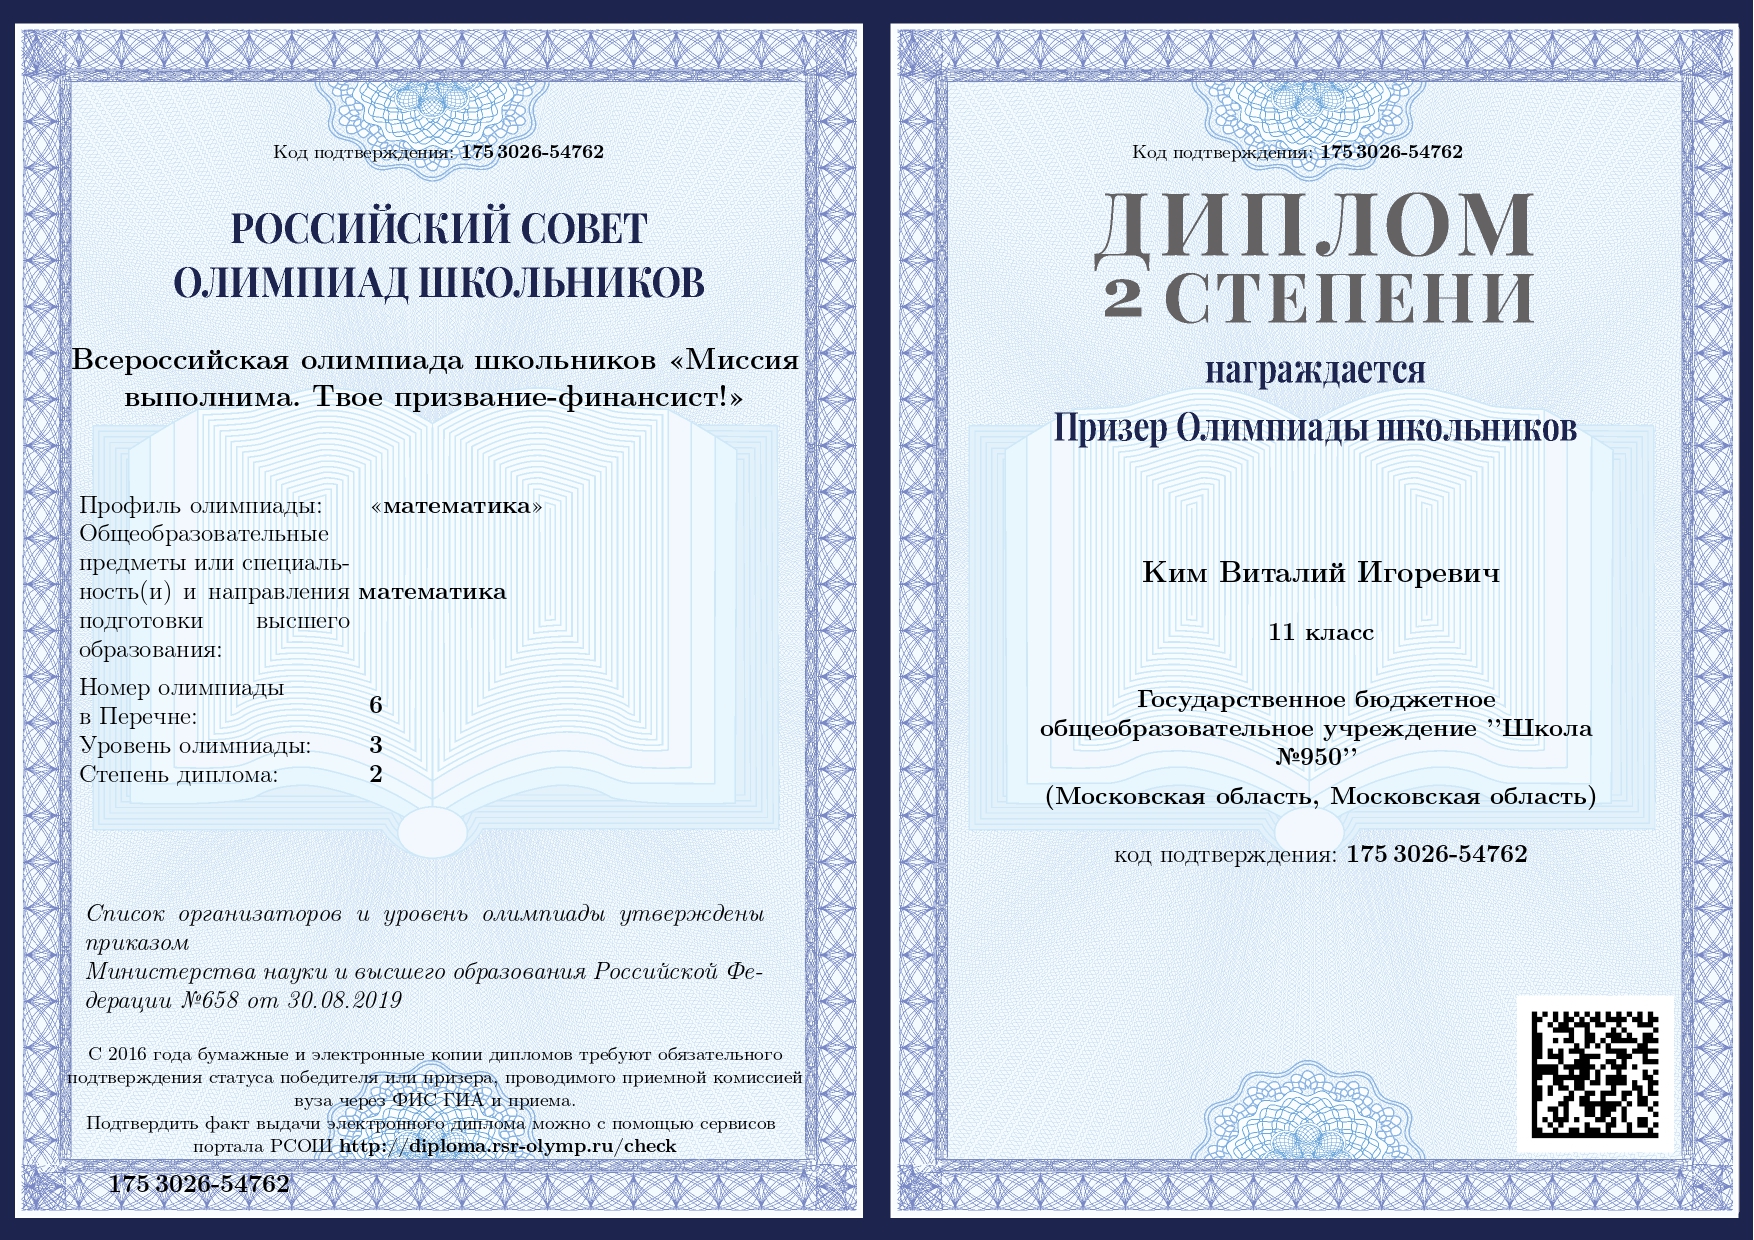 Код подтверждения: 175 3026-54762
РОССИЙСКИЙ СОВЕТ
ОЛИМПИАД ШКОЛЬНИКОВ
Всероссийская олимпиада школьников «Миссия
выполнима. Твое призвание-финансист!»
Профиль олимпиады: «математика»
Общеобразовательные
предметы или специаль-
ность(и) и направления математика
подготовки высшего
образования:
Номер олимпиады
в Перечне: 6
Уровень олимпиады: 3
Степень диплома: 2
Список организаторов и уровень олимпиады утверждены
приказом
Министерства науки и высшего образования Российской Фе-
дерации №658 от 30.08.2019
С 2016 года бумажные и электронные копии дипломов требуют обязательного
подтверждения статуса победителя или призера, проводимого приемной комиссией
вуза через ФИС ГИА и приема.
Подтвердить факт выдачи электронного диплома можно с помощью сервисов
портала РСОШ http://diploma.rsr-olymp.ru/check
175 3026-54762
Код подтверждения: 175 3026-54762
ДИПЛОМ
2 СТЕПЕНИ
награждается
Призер Олимпиады школьников
Ким Виталий Игоревич
11 класс
Государственное бюджетное
общеобразовательное учреждение ’’Школа
№950’’
(Московская область, Московская область)
код подтверждения: 175 3026-54762